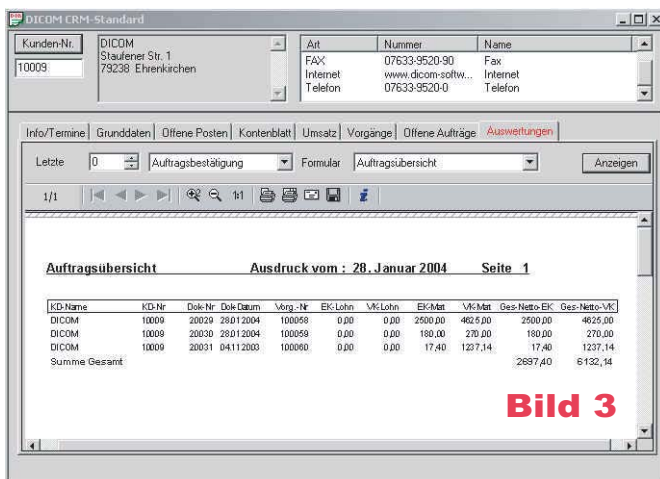 DICOM CRM-Standard
Kunden-Nr.
10009
DICOM
Staufener Str. 1
79238 Ehrenkirchen
Art Nummer Name
FAX 07633-9520-90 Fax
Internet www.dicom-softw... Internet
Telefon 07633-9520-0 Telefon
Info/Termine Grunddaten Offene Posten Kontenblatt Umsatz Vorgänge Offene Aufträge Auswertungen
Letzte 0 Auftragsbestätigung Formular Auftragsübersicht Anzeigen
1/1 1:1 i
Auftragsübersicht Ausdruck vom : 28. Januar 2004 Seite 1
KD-Name KD-Nr Dok-Nr Dok-Datum Vorg.-Nr EK-Lohn VK-Lohn EK-Mat VK-Mat Ges-Netto-EK Ges-Netto-VK
DICOM 10009 20029 28.01.2004 100058 0,00 0,00 2500,00 4625,00 2500,00 4625,00
DICOM 10009 20030 28.01.2004 100059 0,00 0,00 180,00 270,00 180,00 270,00
DICOM 10009 20031 04.11.2003 100060 0,00 0,00 17,40 1237,14 17,40 1237,14
Summe Gesamt 2697,40 6132,14
Bild 3